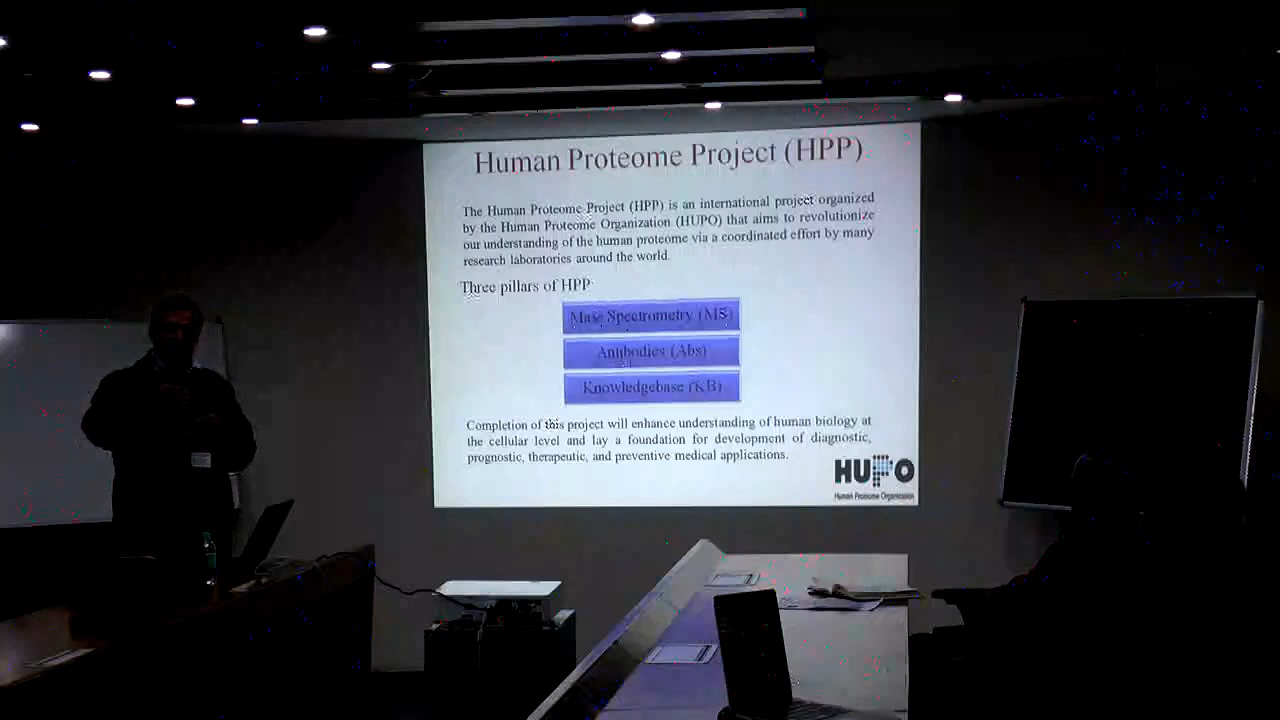 Human Proteome Project (HPP)
The Human Proteome Project (HPP) is an international project organized
by the Human Proteome Organization (HUPO) that aims to revolutionize
our understanding of the human proteome via a coordinated effort by many
research laboratories around the world.
Three pillars of HPP
Mass Spectrometry (MS)
Antibodies (Abs)
Knowledgebase (KB)
Completion of this project will enhance understanding of human biology at
the cellular level and lay a foundation for development of diagnostic,
prognostic, therapeutic, and preventive medical applications.
HUPO
Human Proteome Organization